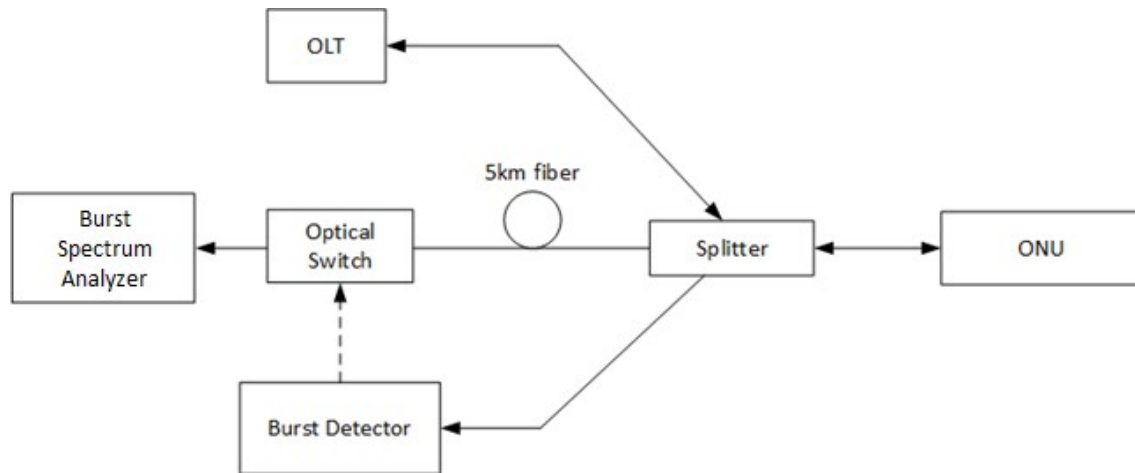 OLT
5km fiber
Burst
Spectrum
Analyzer
Optical
Switch
Splitter
ONU
Burst Detector